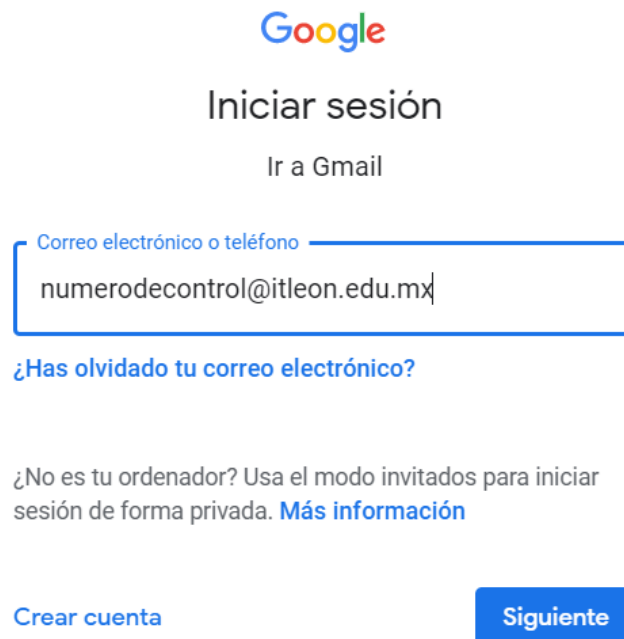 Google
Iniciar sesión
Ir a Gmail
Correo electrónico o teléfono
numerodecontrol@itleon.edu.mx
¿Has olvidado tu correo electrónico?
¿No es tu ordenador? Usa el modo invitados para iniciar
sesión de forma privada. Más información
Crear cuenta
Siguiente